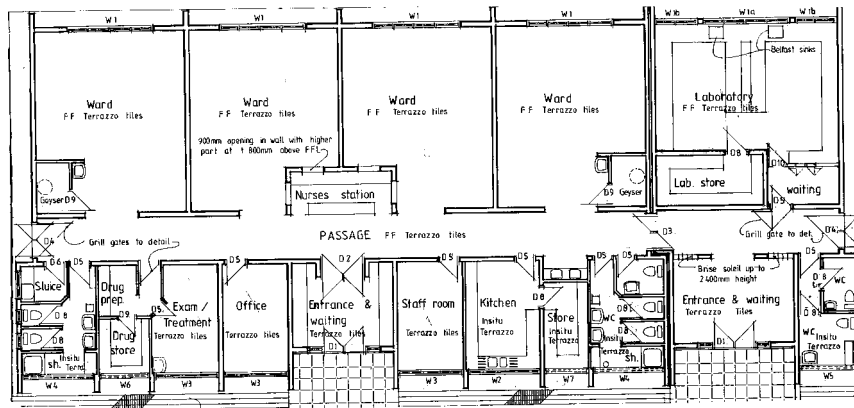 W1
W1
W1
W1
W1b
W1a
W1b
Belfast sinks
Ward
F F Terrazzo tiles
Ward
F F Terrazzo tiles
Ward
F F Terrazzo tiles
Ward
F F Terrazzo tiles
Laboratory
F F Terrazzo tiles
900mm opening in wall with higher
part at 1 800mm above FFL
D8
D10
Geyser
D9
Nurses station
D9
Geyser
Lab. store
waiting
D9
D4
Grill gates to detail
PASSAGE FF Terrazzo tiles
D3
Grill gate to det.
D4
D6
D5
D5
D2
D5
D5
D5
D5
D5
Brise soleil up to
2 400mm height
Sluice
Drug
prep.
D5
Exam /
Treatment
Terrazzo tiles
Office
Terrazzo tiles
Entrance &
waiting
Terrazzo tiles
Staff room
Terrazzo tiles
Kitchen
Insitu
Terrazzo
D8
Store
insitu
Terrazzo
WC
Insitu
Terrazzo
Entrance & waiting
Terrazzo Tiles
D8
WC
D8
D8
D9
Drug
store
D8
D8
D8
WC
Insitu
Terrazzo
sh.
Insitu
Terra
D1
sh.
D1
W4
W6
W3
W3
W3
W2
W7
W4
W5